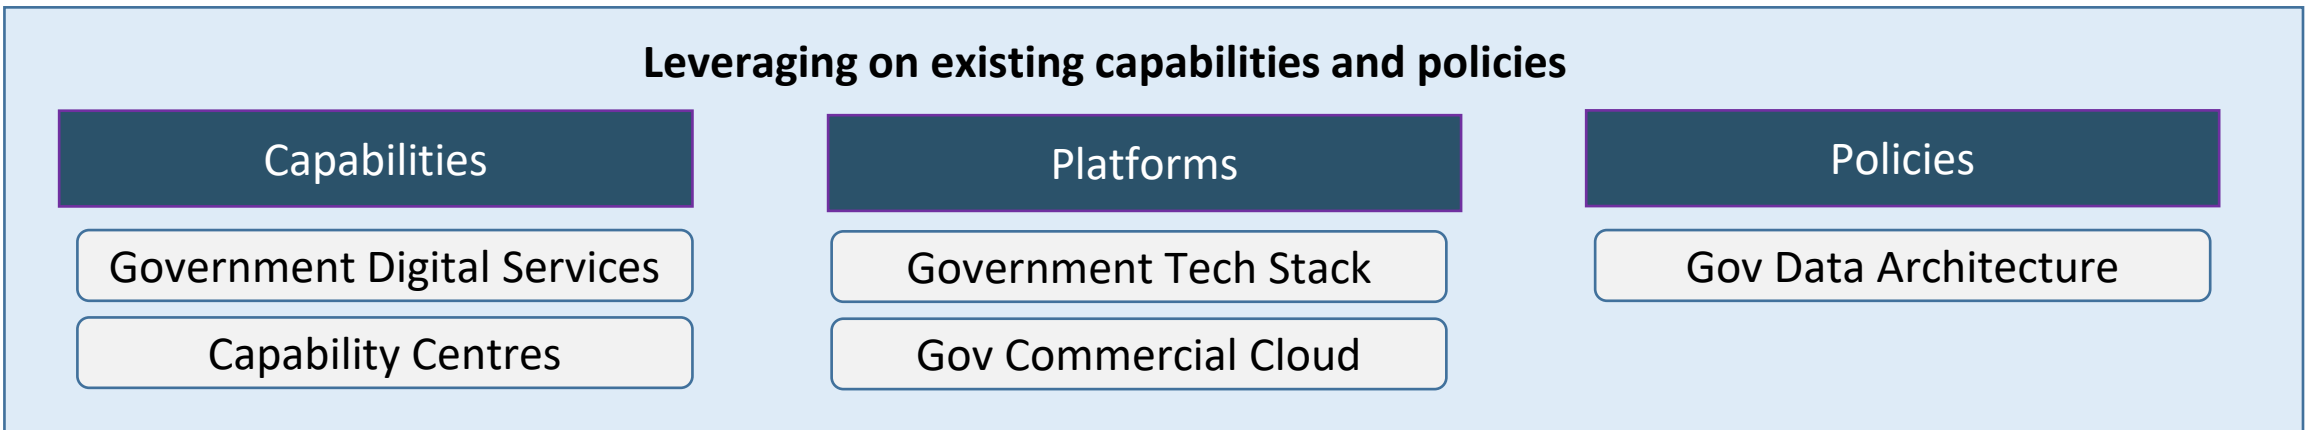 Leveraging on existing capabilities and policies
Capabilities
Platforms
Policies
Government Digital Services
Government Tech Stack
Gov Data Architecture
Capability Centres
Gov Commercial Cloud